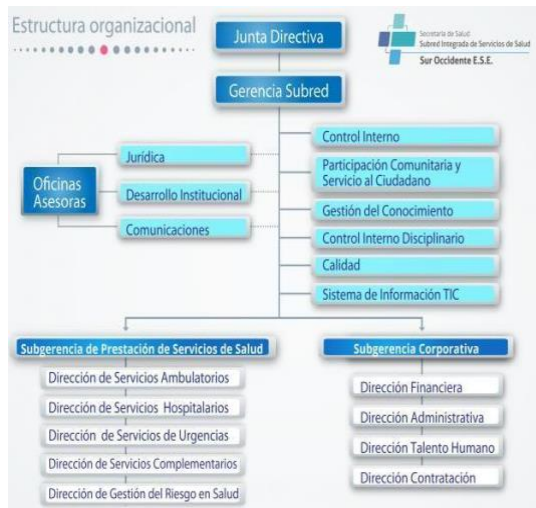 Estructura organizacional
Junta Directiva
Secretaría de Salud
Subred Integrada de Servicios de Salud
Sur Occidente E.S.E.
Gerencia Subred
Oficinas
Asesoras
Jurídica
Desarrollo Institucional
Comunicaciones
Control Interno
Participación Comunitaria y
Servicio al Ciudadano
Gestión del Conocimiento
Control Interno Disciplinario
Calidad
Sistema de Información TIC
Subgerencia de Prestación de Servicios de Salud
Dirección de Servicios Ambulatorios
Dirección de Servicios Hospitalarios
Dirección de Servicios de Urgencias
Dirección de Servicios Complementarios
Dirección de Gestión del Riesgo en Salud
Subgerencia Corporativa
Dirección Financiera
Dirección Administrativa
Dirección Talento Humano
Dirección Contratación